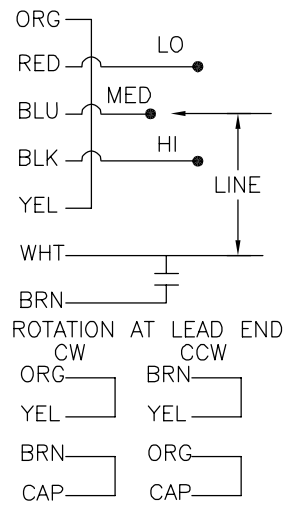 ORG
LO
RED
MED
BLU
HI
BLK
LINE
YEL
WHT
BRN
ROTATION AT LEAD END
CW CCW
ORG BRN
YEL YEL
BRN ORG
CAP CAP